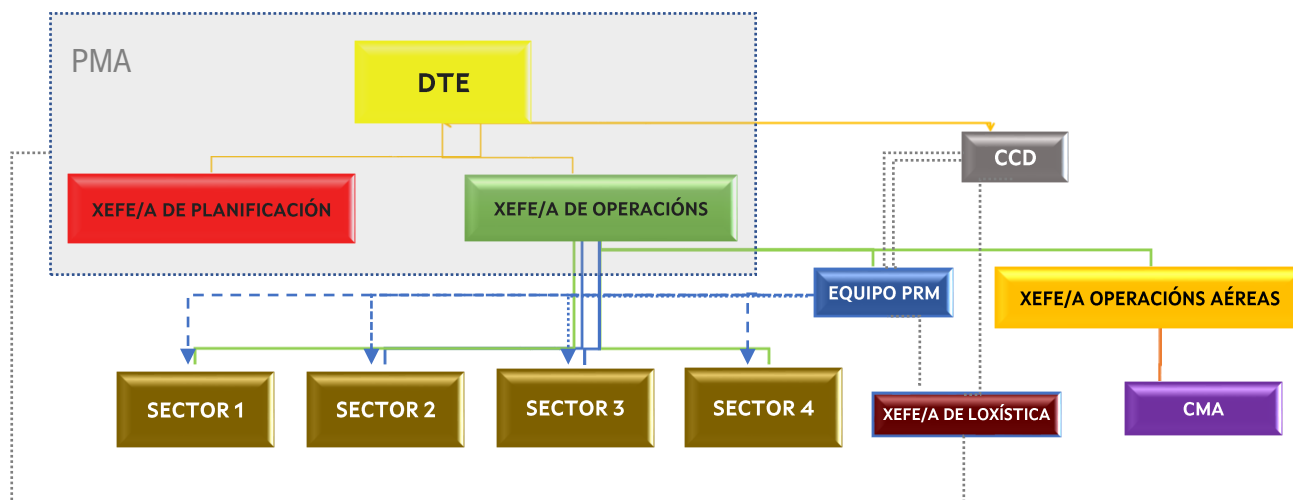 PMA
DTE
CCD
XEFE/A DE PLANIFICACIÓN
XEFE/A DE OPERACIÓNS
EQUIPO PRM
XEFE/A OPERACIÓNS AÉREAS
SECTOR 1
SECTOR 2
SECTOR 3
SECTOR 4
XEFE/A DE LOXÍSTICA
CMA